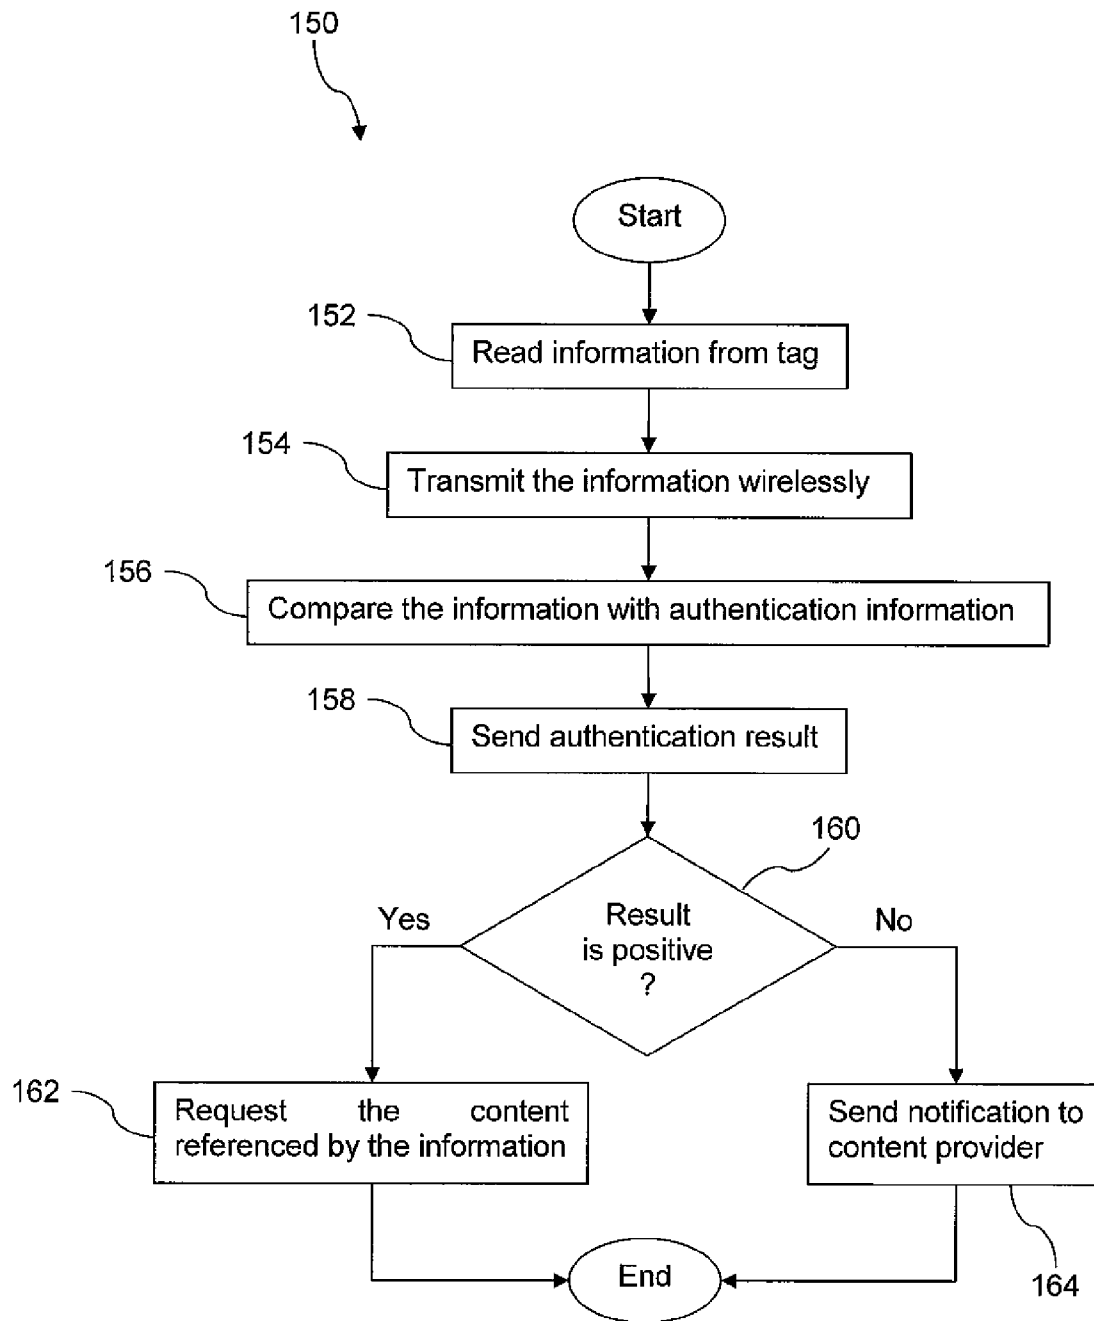 150
Start
152
Read information from tag
154
Transmit the information wirelessly
156
Compare the information with authentication information
158
Send authentication result
160
Yes
Result
is positive
?
No
162
Request the content
referenced by the information
Send notification to
content provider
End
164